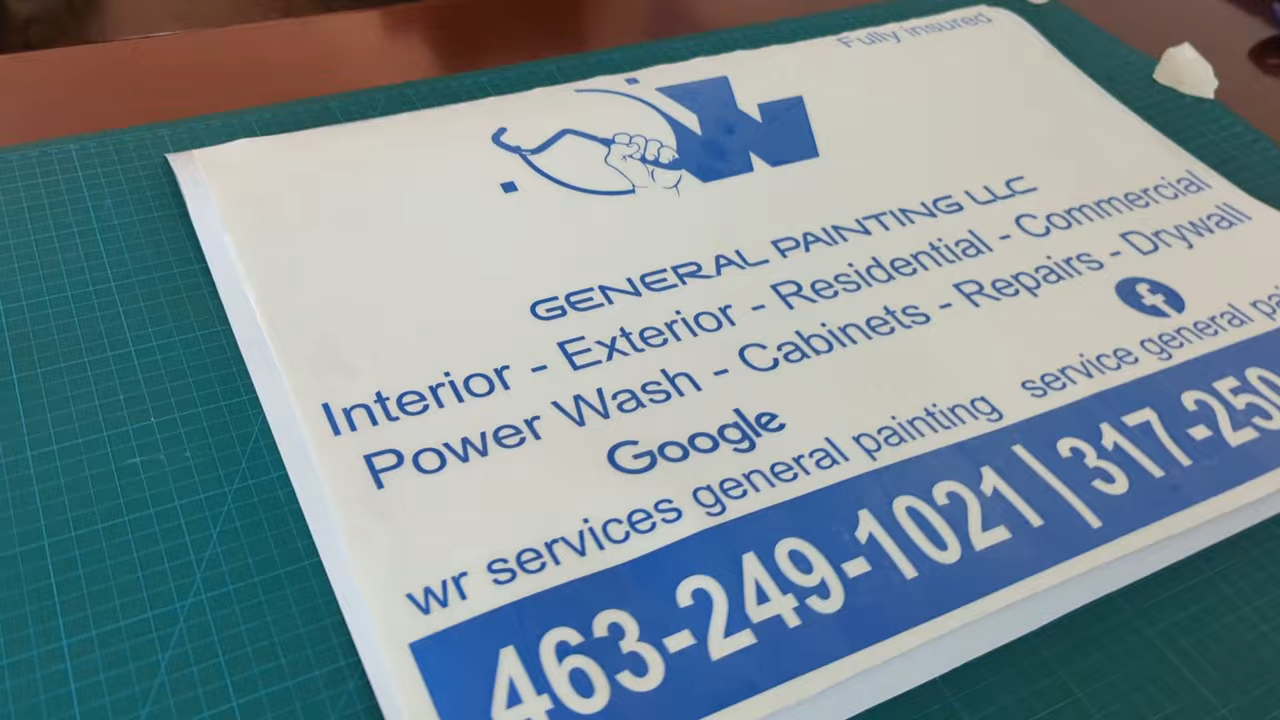 Fully insured
W
GENERAL PAINTING LLC
Interior - Exterior - Residential - Commercial
Power Wash - Cabinets - Repairs - Drywall
Google
f
wr services general painting service general pai
463-249-1021 | 317-250